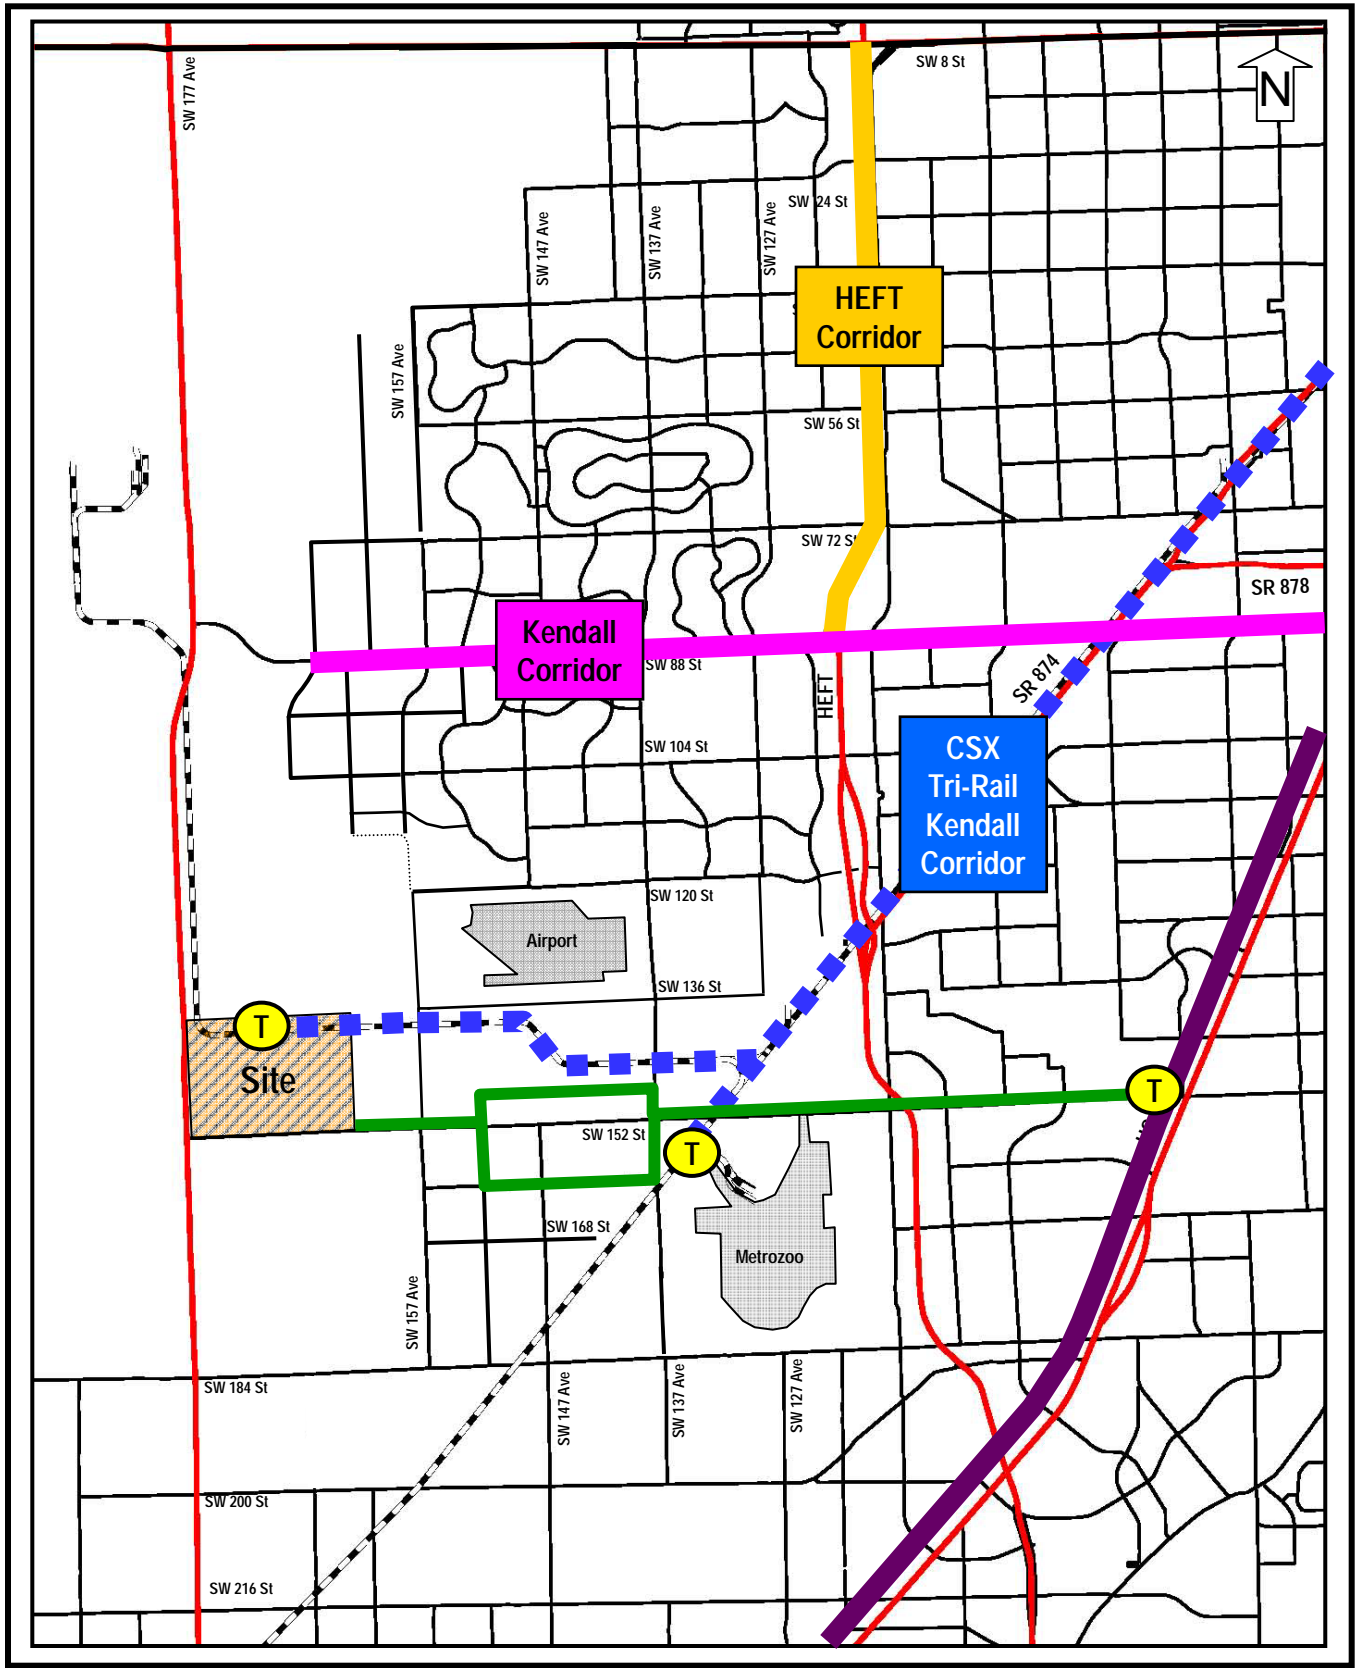 SW 8 St
N
SW 177 Ave
SW 24 St
SW 147 Ave
SW 137 Ave
SW 127 Ave
HEFT
Corridor
SW 157 Ave
SW 56 St
SW 72 St
SR 878
Kendall
Corridor
SW 88 St
SR 874
HEFT
SW 104 St
CSX
Tri-Rail
Kendall
Corridor
SW 120 St
Airport
SW 136 St
T
Site
T
SW 152 St
T
SW 168 St
Metrozoo
SW 157 Ave
SW 184 St
SW 147 Ave
SW 137 Ave
SW 127 Ave
SW 200 St
SW 216 St